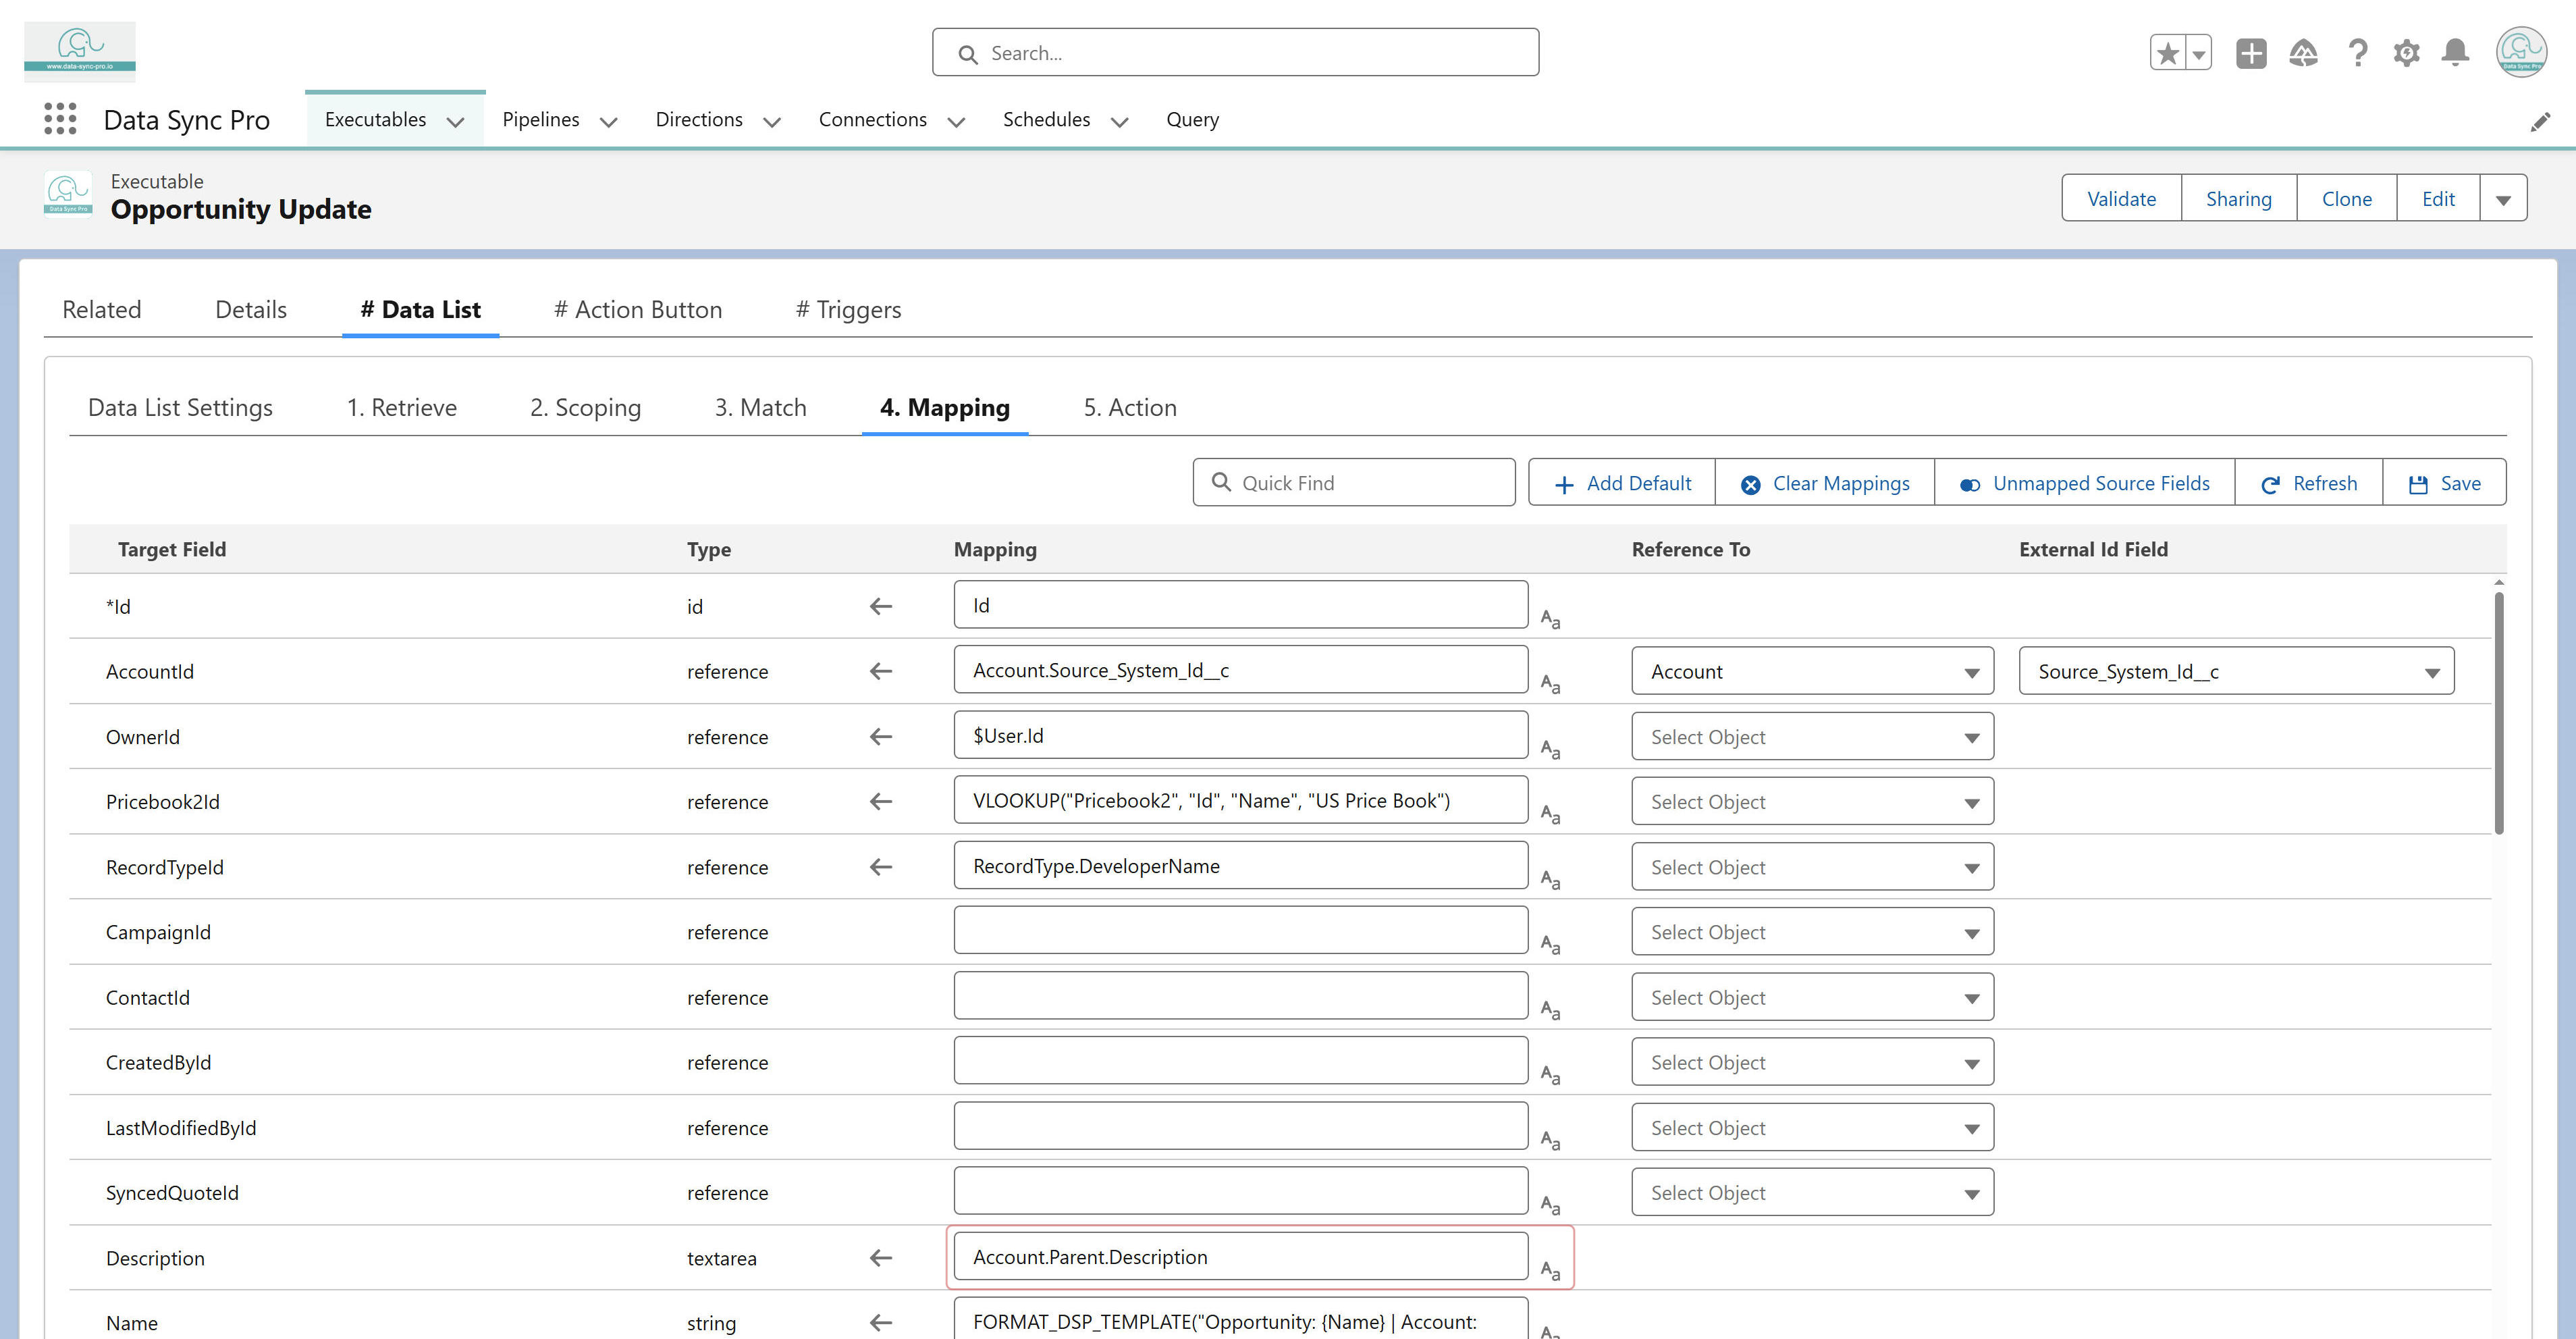 www.data-sync-pro.io
Search...
Data Sync Pro
Data Sync Pro
Executables
Pipelines
Directions
Connections
Schedules
Query
Data Sync Pro
Executable
Opportunity Update
Validate
Sharing
Clone
Edit
Related
Details
# Data List
# Action Button
# Triggers
Data List Settings
1. Retrieve
2. Scoping
3. Match
4. Mapping
5. Action
Quick Find
Add Default
Clear Mappings
Unmapped Source Fields
Refresh
Save
Target Field
Type
Mapping
Reference To
External Id Field
*Id
id
Id
Aa
AccountId
reference
Account.Source_System_Id__c
Aa
Account
Source_System_Id__c
OwnerId
reference
$User.Id
Aa
Select Object
Pricebook2Id
reference
VLOOKUP("Pricebook2", "Id", "Name", "US Price Book")
Aa
Select Object
RecordTypeId
reference
RecordType.DeveloperName
Aa
Select Object
CampaignId
reference
Aa
Select Object
ContactId
reference
Aa
Select Object
CreatedById
reference
Aa
Select Object
LastModifiedById
reference
Aa
Select Object
SyncedQuoteId
reference
Aa
Select Object
Description
textarea
Account.Parent.Description
Aa
Name
string
FORMAT_DSP_TEMPLATE("Opportunity: {Name} | Account:
Aa